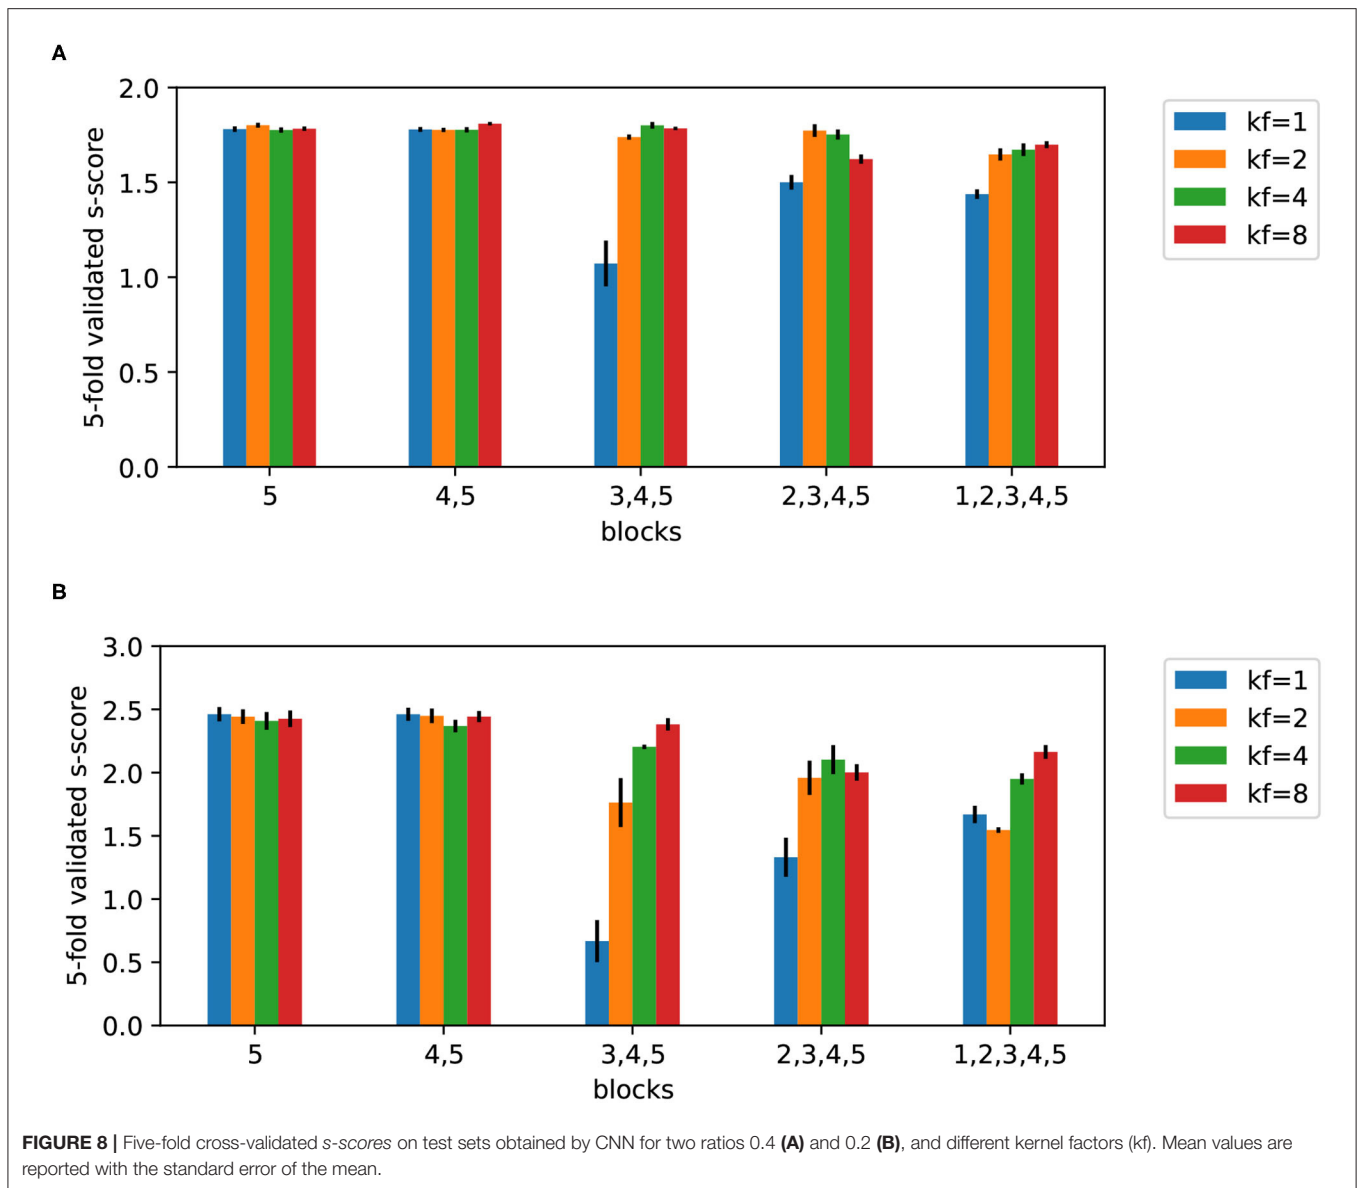 A
2.0
1.5
1.0
0.5
0.0
5-fold validated s-score
5 4,5 3,4,5 2,3,4,5 1,2,3,4,5
blocks
kf=1
kf=2
kf=4
kf=8
B
3.0
2.5
2.0
1.5
1.0
0.5
0.0
5-fold validated s-score
5 4,5 3,4,5 2,3,4,5 1,2,3,4,5
blocks
kf=1
kf=2
kf=4
kf=8
FIGURE 8 | Five-fold cross-validated s-scores on test sets obtained by CNN for two ratios 0.4 (A) and 0.2 (B), and different kernel factors (kf). Mean values are
reported with the standard error of the mean.